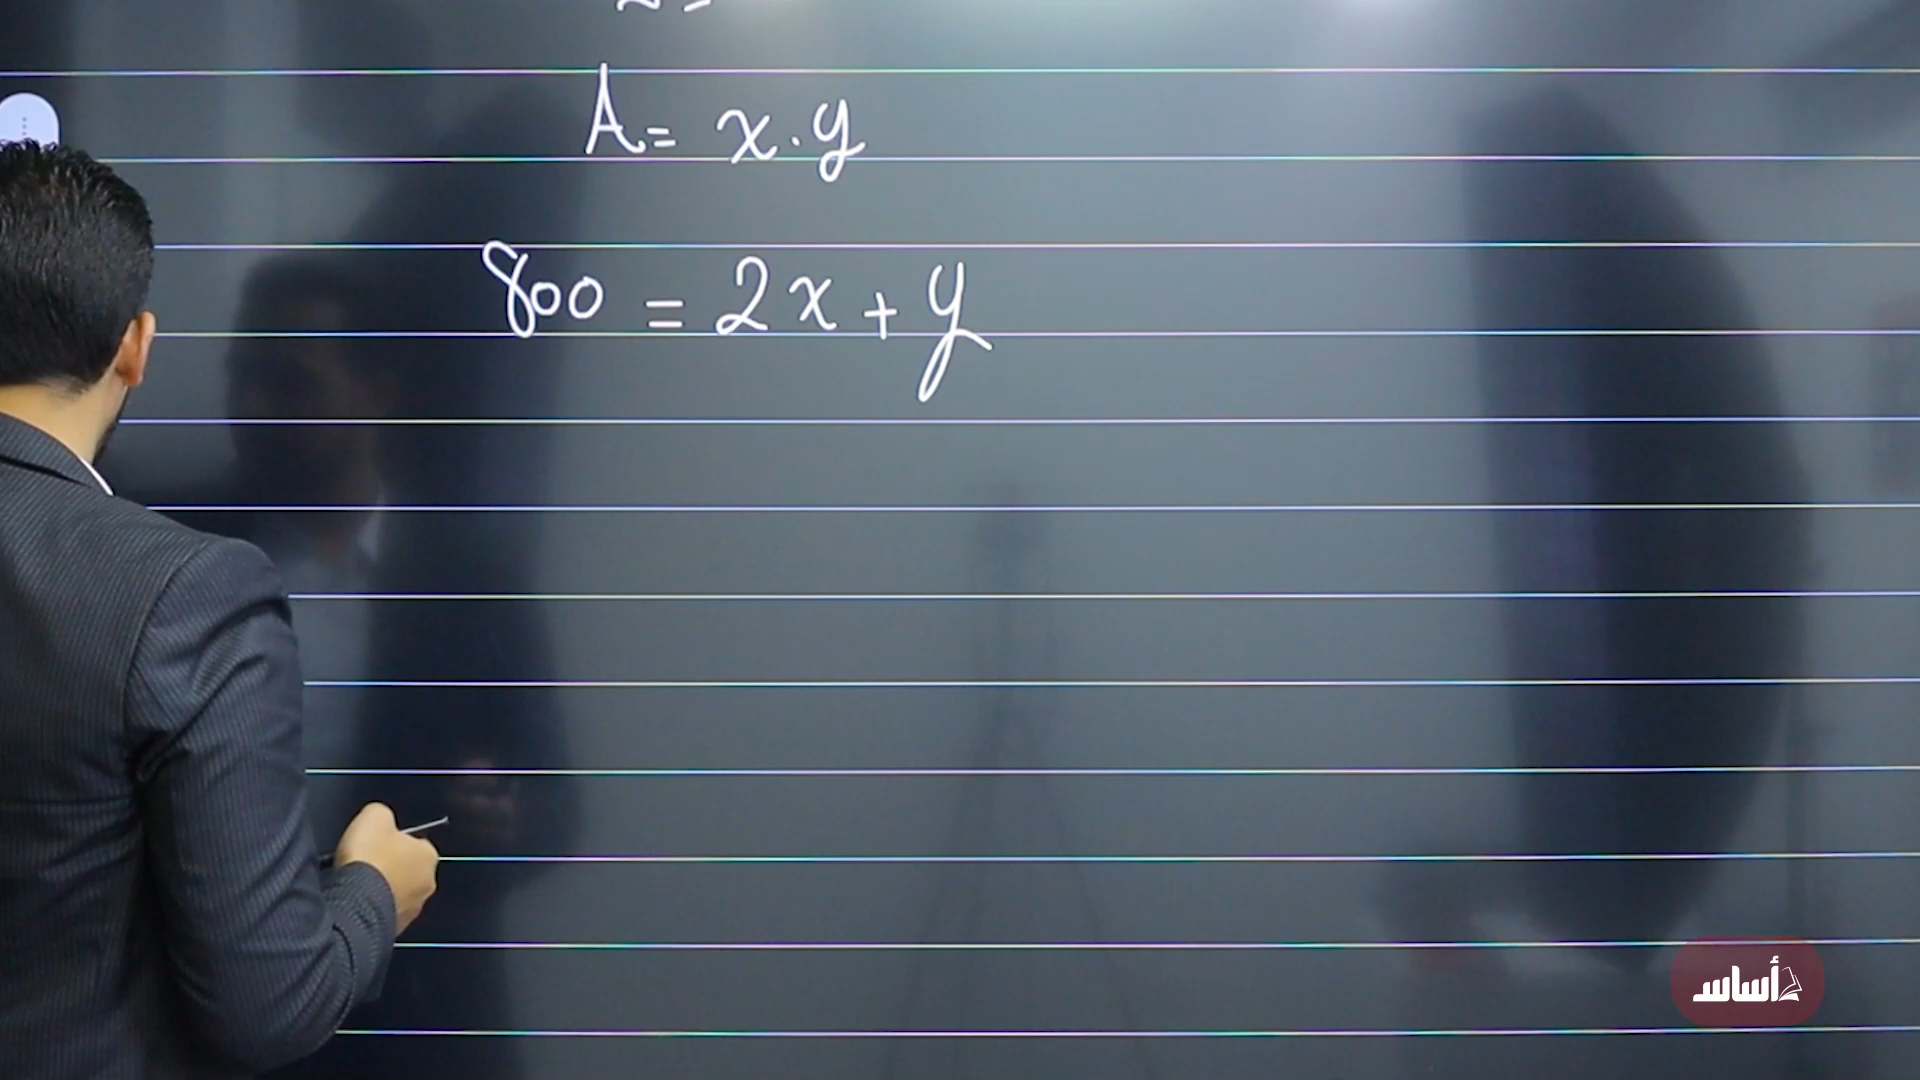 A = x . y
800 = 2x + y
أساس